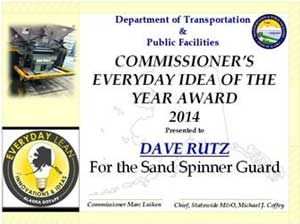 Department of Transportation
&
Public Facilities
COMMISSIONER'S
EVERYDAY IDEA OF THE
YEAR AWARD
2014
Presented to
DAVE RUTZ
For the Sand Spinner Guard
EVERYDAY LEAN
INNOVATIONS & IDEAS
ALASKA DOT&PF
Commissioner Marc Luiken
Chief, Statewide M&O, Michael J. Coffey